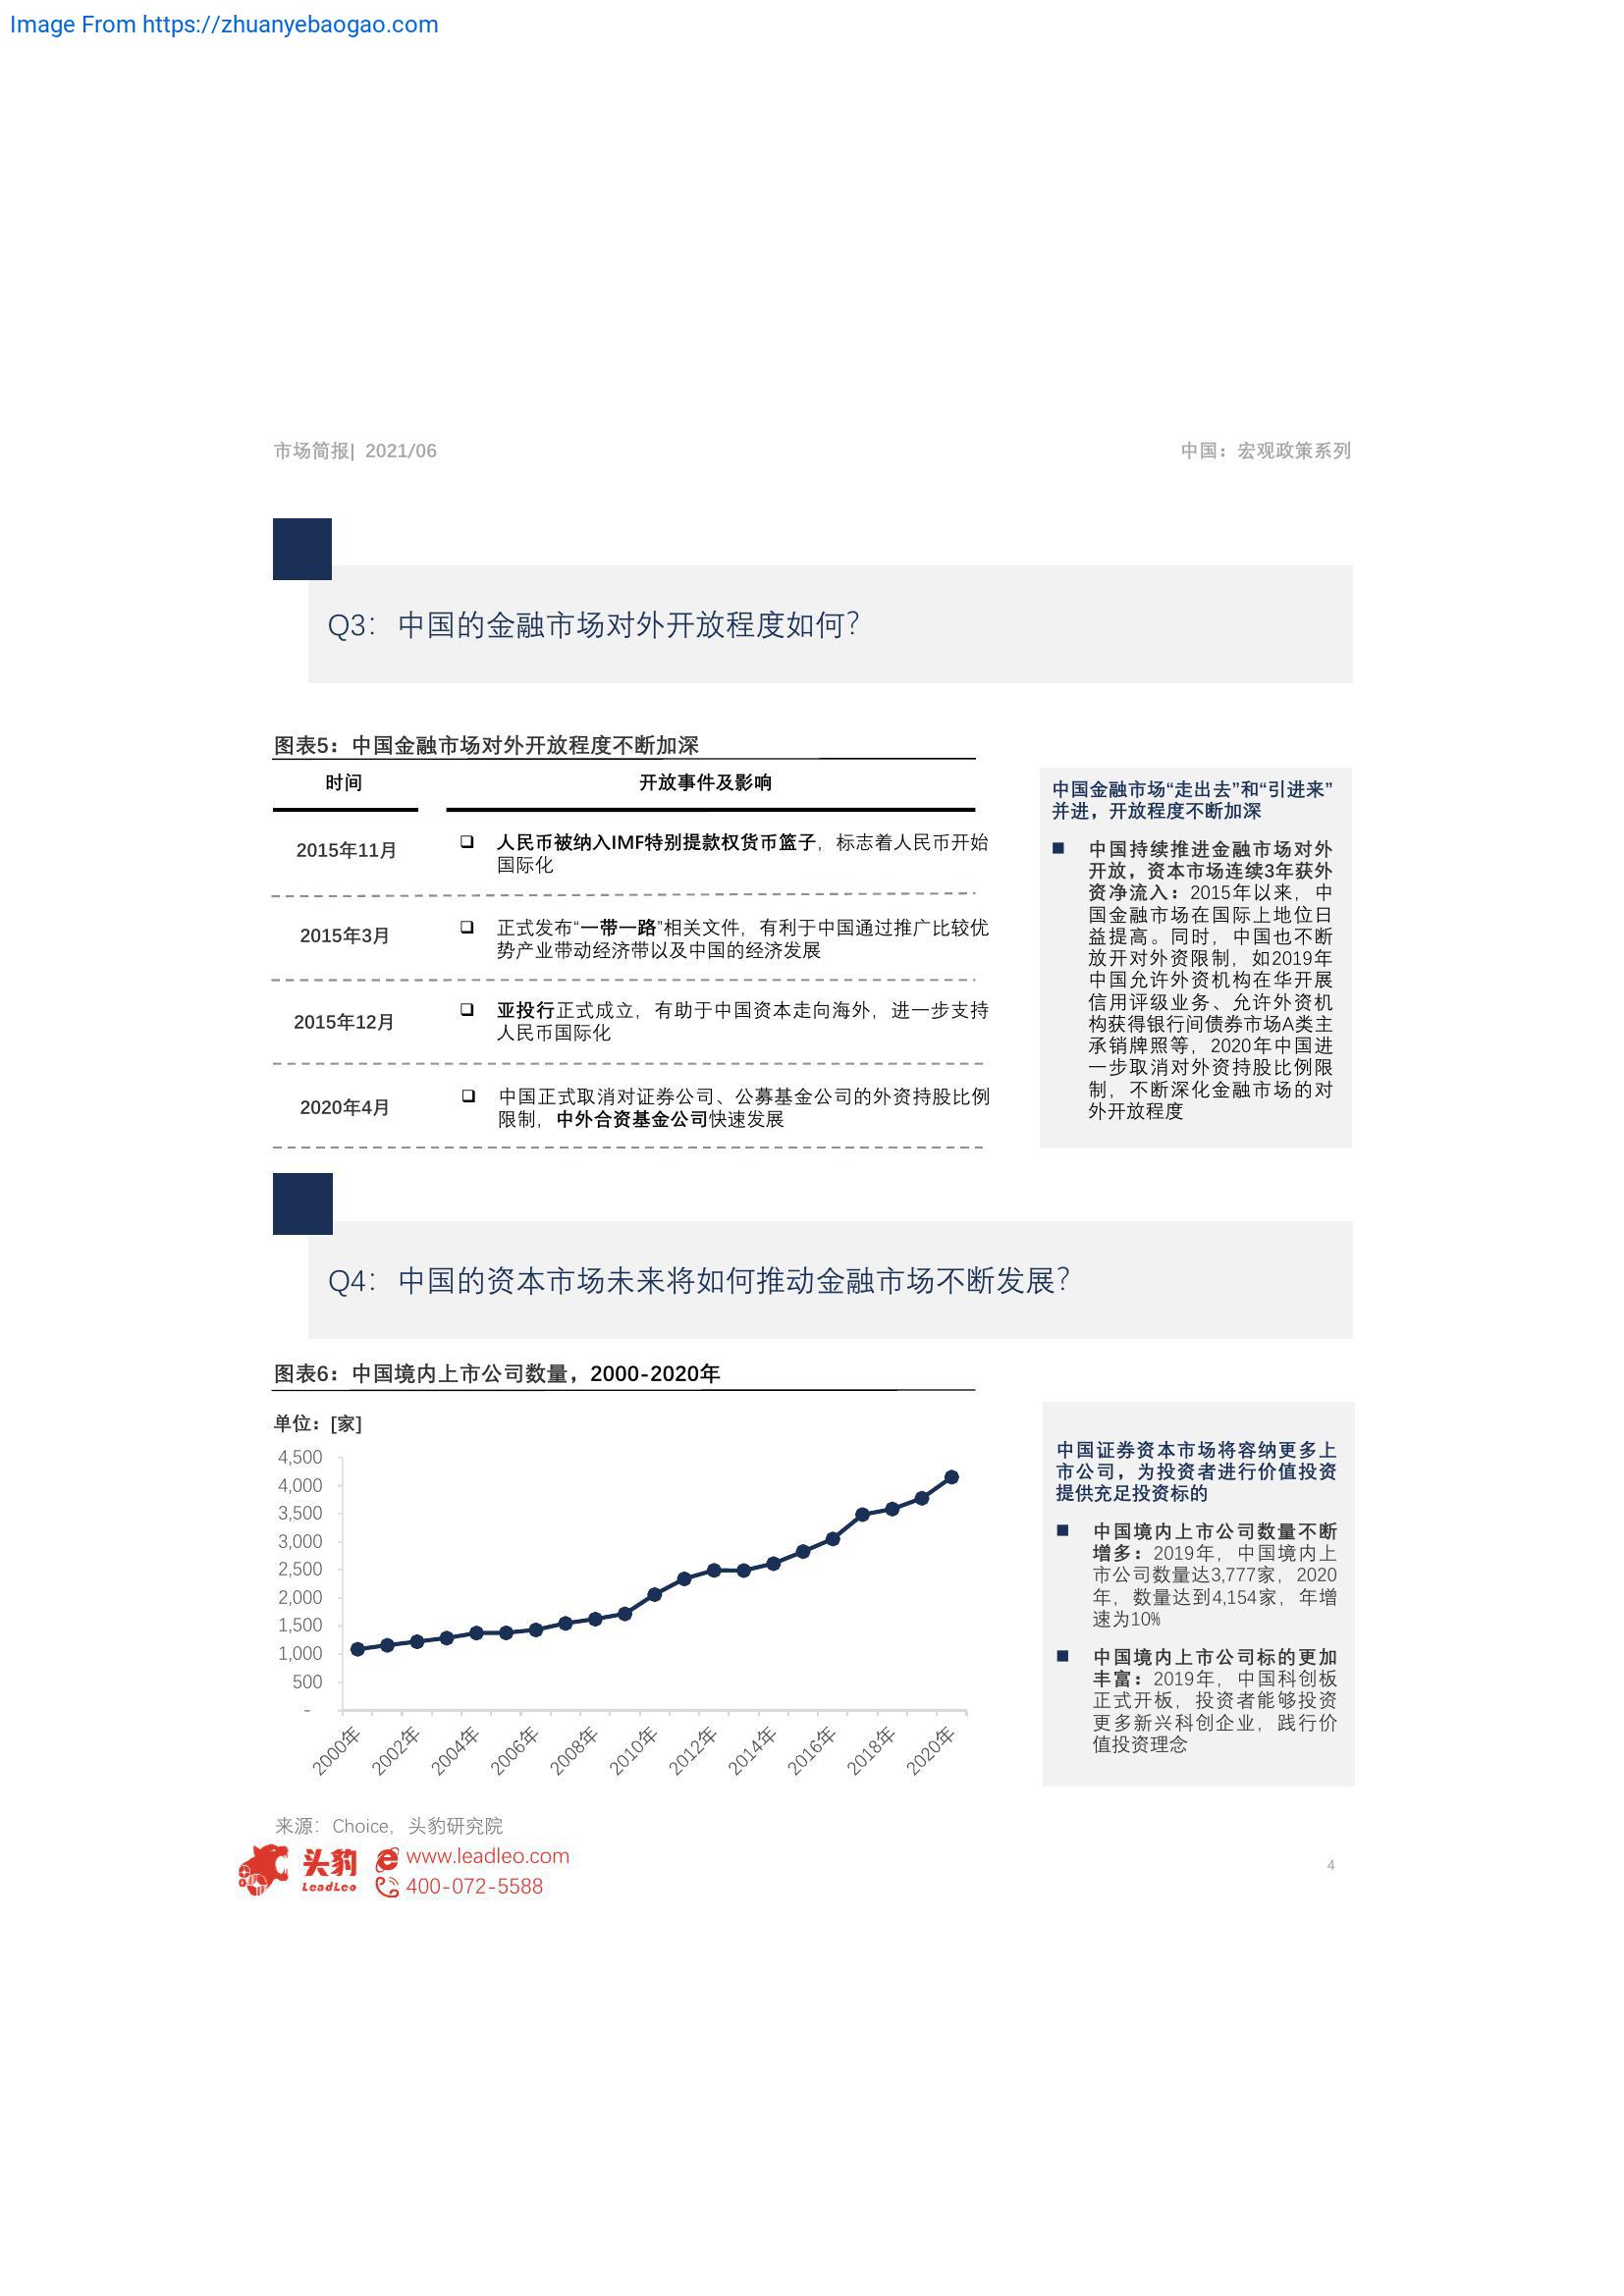 Image From https://zhuanyebaogao.com
市场简报| 2021/06
中国：宏观政策系列
Q3：中国的金融市场对外开放程度如何？
图表5：中国金融市场对外开放程度不断加深
时间
开放事件及影响
2015年11月
人民币被纳入IMF特别提款权货币篮子，标志着人民币开始
国际化
2015年3月
正式发布“一带一路”相关文件，有利于中国通过推广比较优
势产业带动经济带以及中国的经济发展
2015年12月
亚投行正式成立，有助于中国资本走向海外，进一步支持
人民币国际化
2020年4月
中国正式取消对证券公司、公募基金公司的外资持股比例
限制，中外合资基金公司快速发展
中国金融市场“走出去”和“引进来”
并进，开放程度不断加深
中国持续推进金融市场对外
开放，资本市场连续3年获外
资净流入：2015年以来，中
国金融市场在国际上地位日
益提高。同时，中国也不断
放开对外资限制，如2019年
中国允许外资机构在华开展
信用评级业务、允许外资机
构获得银行间债券市场A类主
承销牌照等，2020年中国进
一步取消对外资持股比例限
制，不断深化金融市场的对
外开放程度
Q4：中国的资本市场未来将如何推动金融市场不断发展？
图表6：中国境内上市公司数量，2000-2020年
单位：[家]
4,500
4,000
3,500
3,000
2,500
2,000
1,500
1,000
500
-
2000年
2002年
2004年
2006年
2008年
2010年
2012年
2014年
2016年
2018年
2020年
中国证券资本市场将容纳更多上
市公司，为投资者进行价值投资
提供充足投资标的
中国境内上市公司数量不断
增多：2019年，中国境内上
市公司数量达3,777家，2020
年，数量达到4,154家，年增
速为10%
中国境内上市公司标的更加
丰富：2019年，中国科创板
正式开板，投资者能够投资
更多新兴科创企业，践行价
值投资理念
来源：Choice，头豹研究院
头豹
LeadLeo
www.leadleo.com
400-072-5588
4